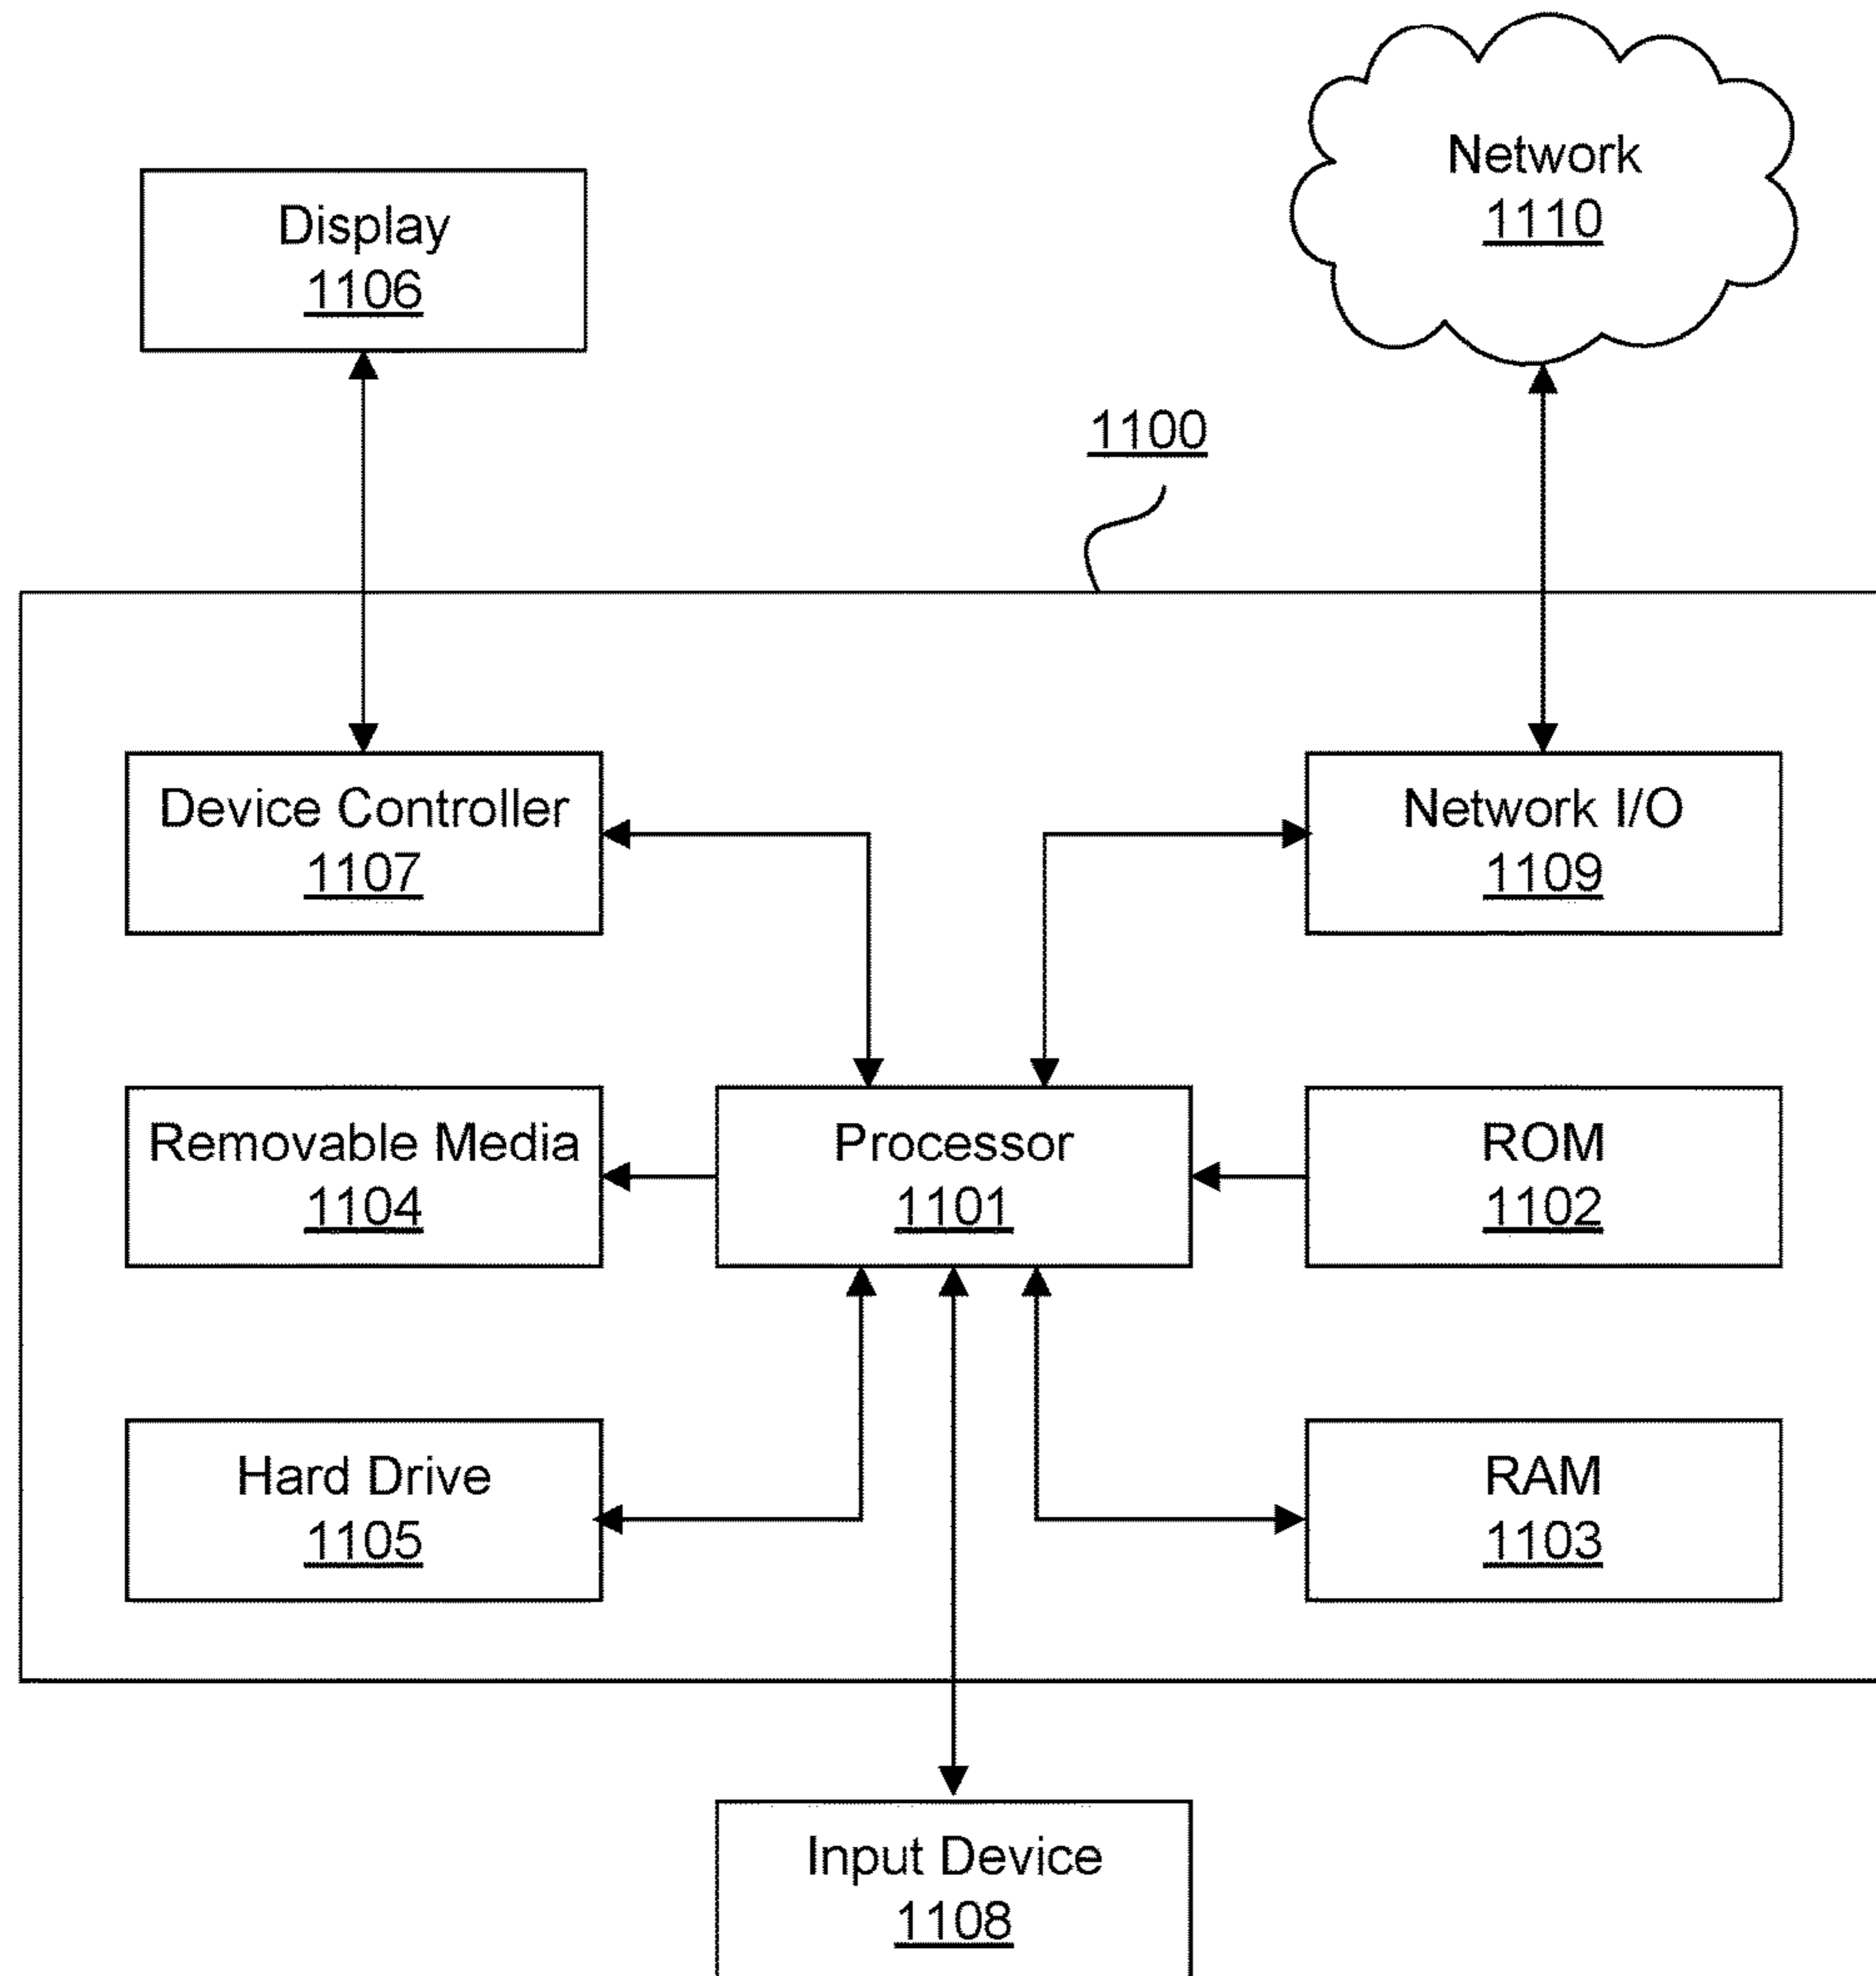 Network
1110
Display
1106
1100
Device Controller
1107
Network I/O
1109
Removable Media
1104
Processor
1101
ROM
1102
Hard Drive
1105
RAM
1103
Input Device
1108